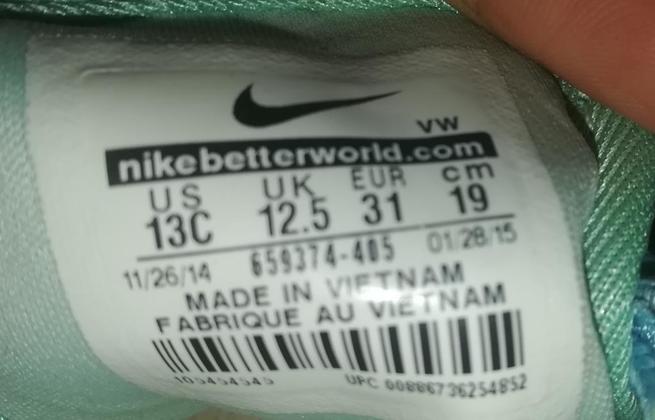 VW
nikebetterworld.com
US UK EUR cm
13C 12.5 31 19
11/26/14 659374-405 01/28/15
MADE IN VIETNAM
FABRIQUE AU VIETNAM
UPC 00886736254852